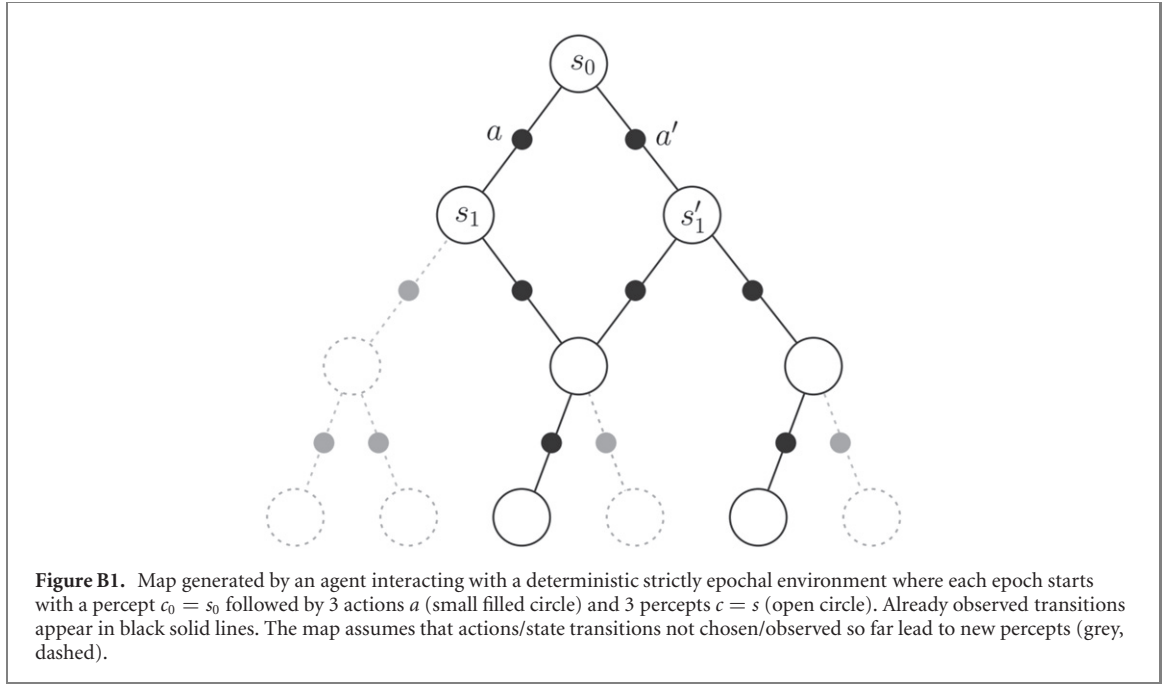 s₀
a
a′
s₁
s′₁
Figure B1. Map generated by an agent interacting with a deterministic strictly epochal environment where each epoch starts
with a percept c₀ = s₀ followed by 3 actions a (small filled circle) and 3 percepts c = s (open circle). Already observed transitions
appear in black solid lines. The map assumes that actions/state transitions not chosen/observed so far lead to new percepts (grey,
dashed).